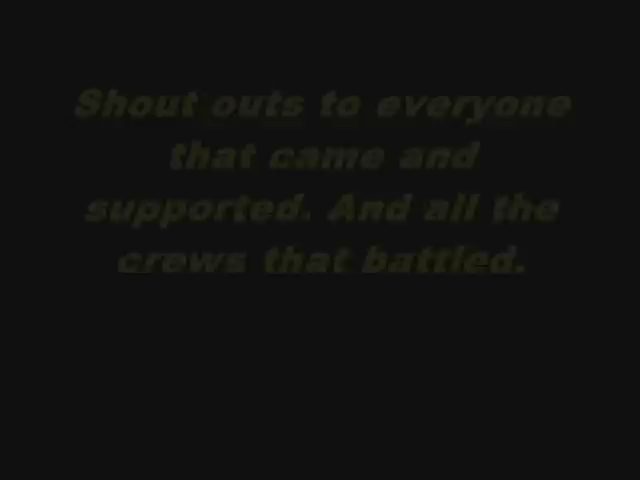 Shout outs to everyone
that came and
supported. And all the
crews that battled.